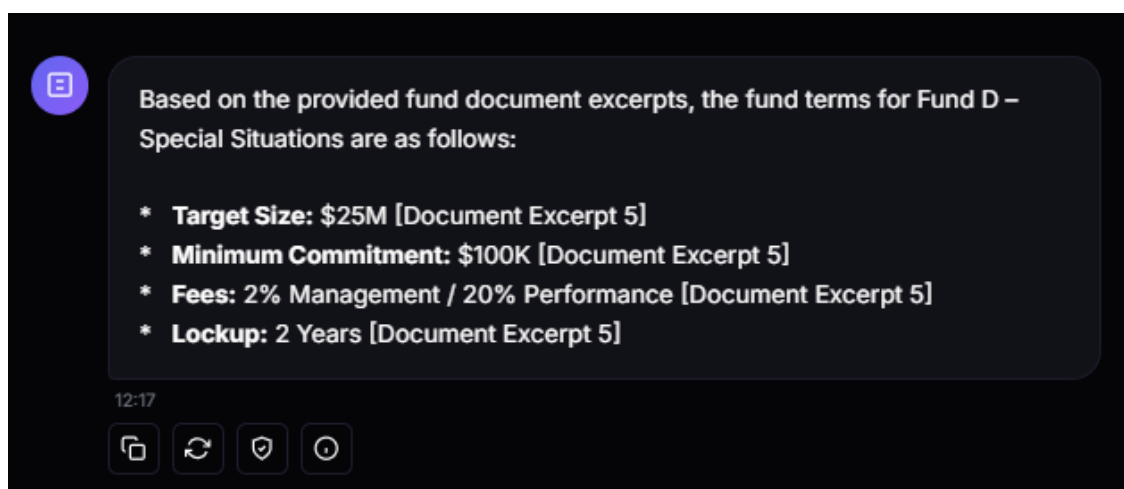 Based on the provided fund document excerpts, the fund terms for Fund D –
Special Situations are as follows:
* Target Size: $25M [Document Excerpt 5]
* Minimum Commitment: $100K [Document Excerpt 5]
* Fees: 2% Management / 20% Performance [Document Excerpt 5]
* Lockup: 2 Years [Document Excerpt 5]
12:17